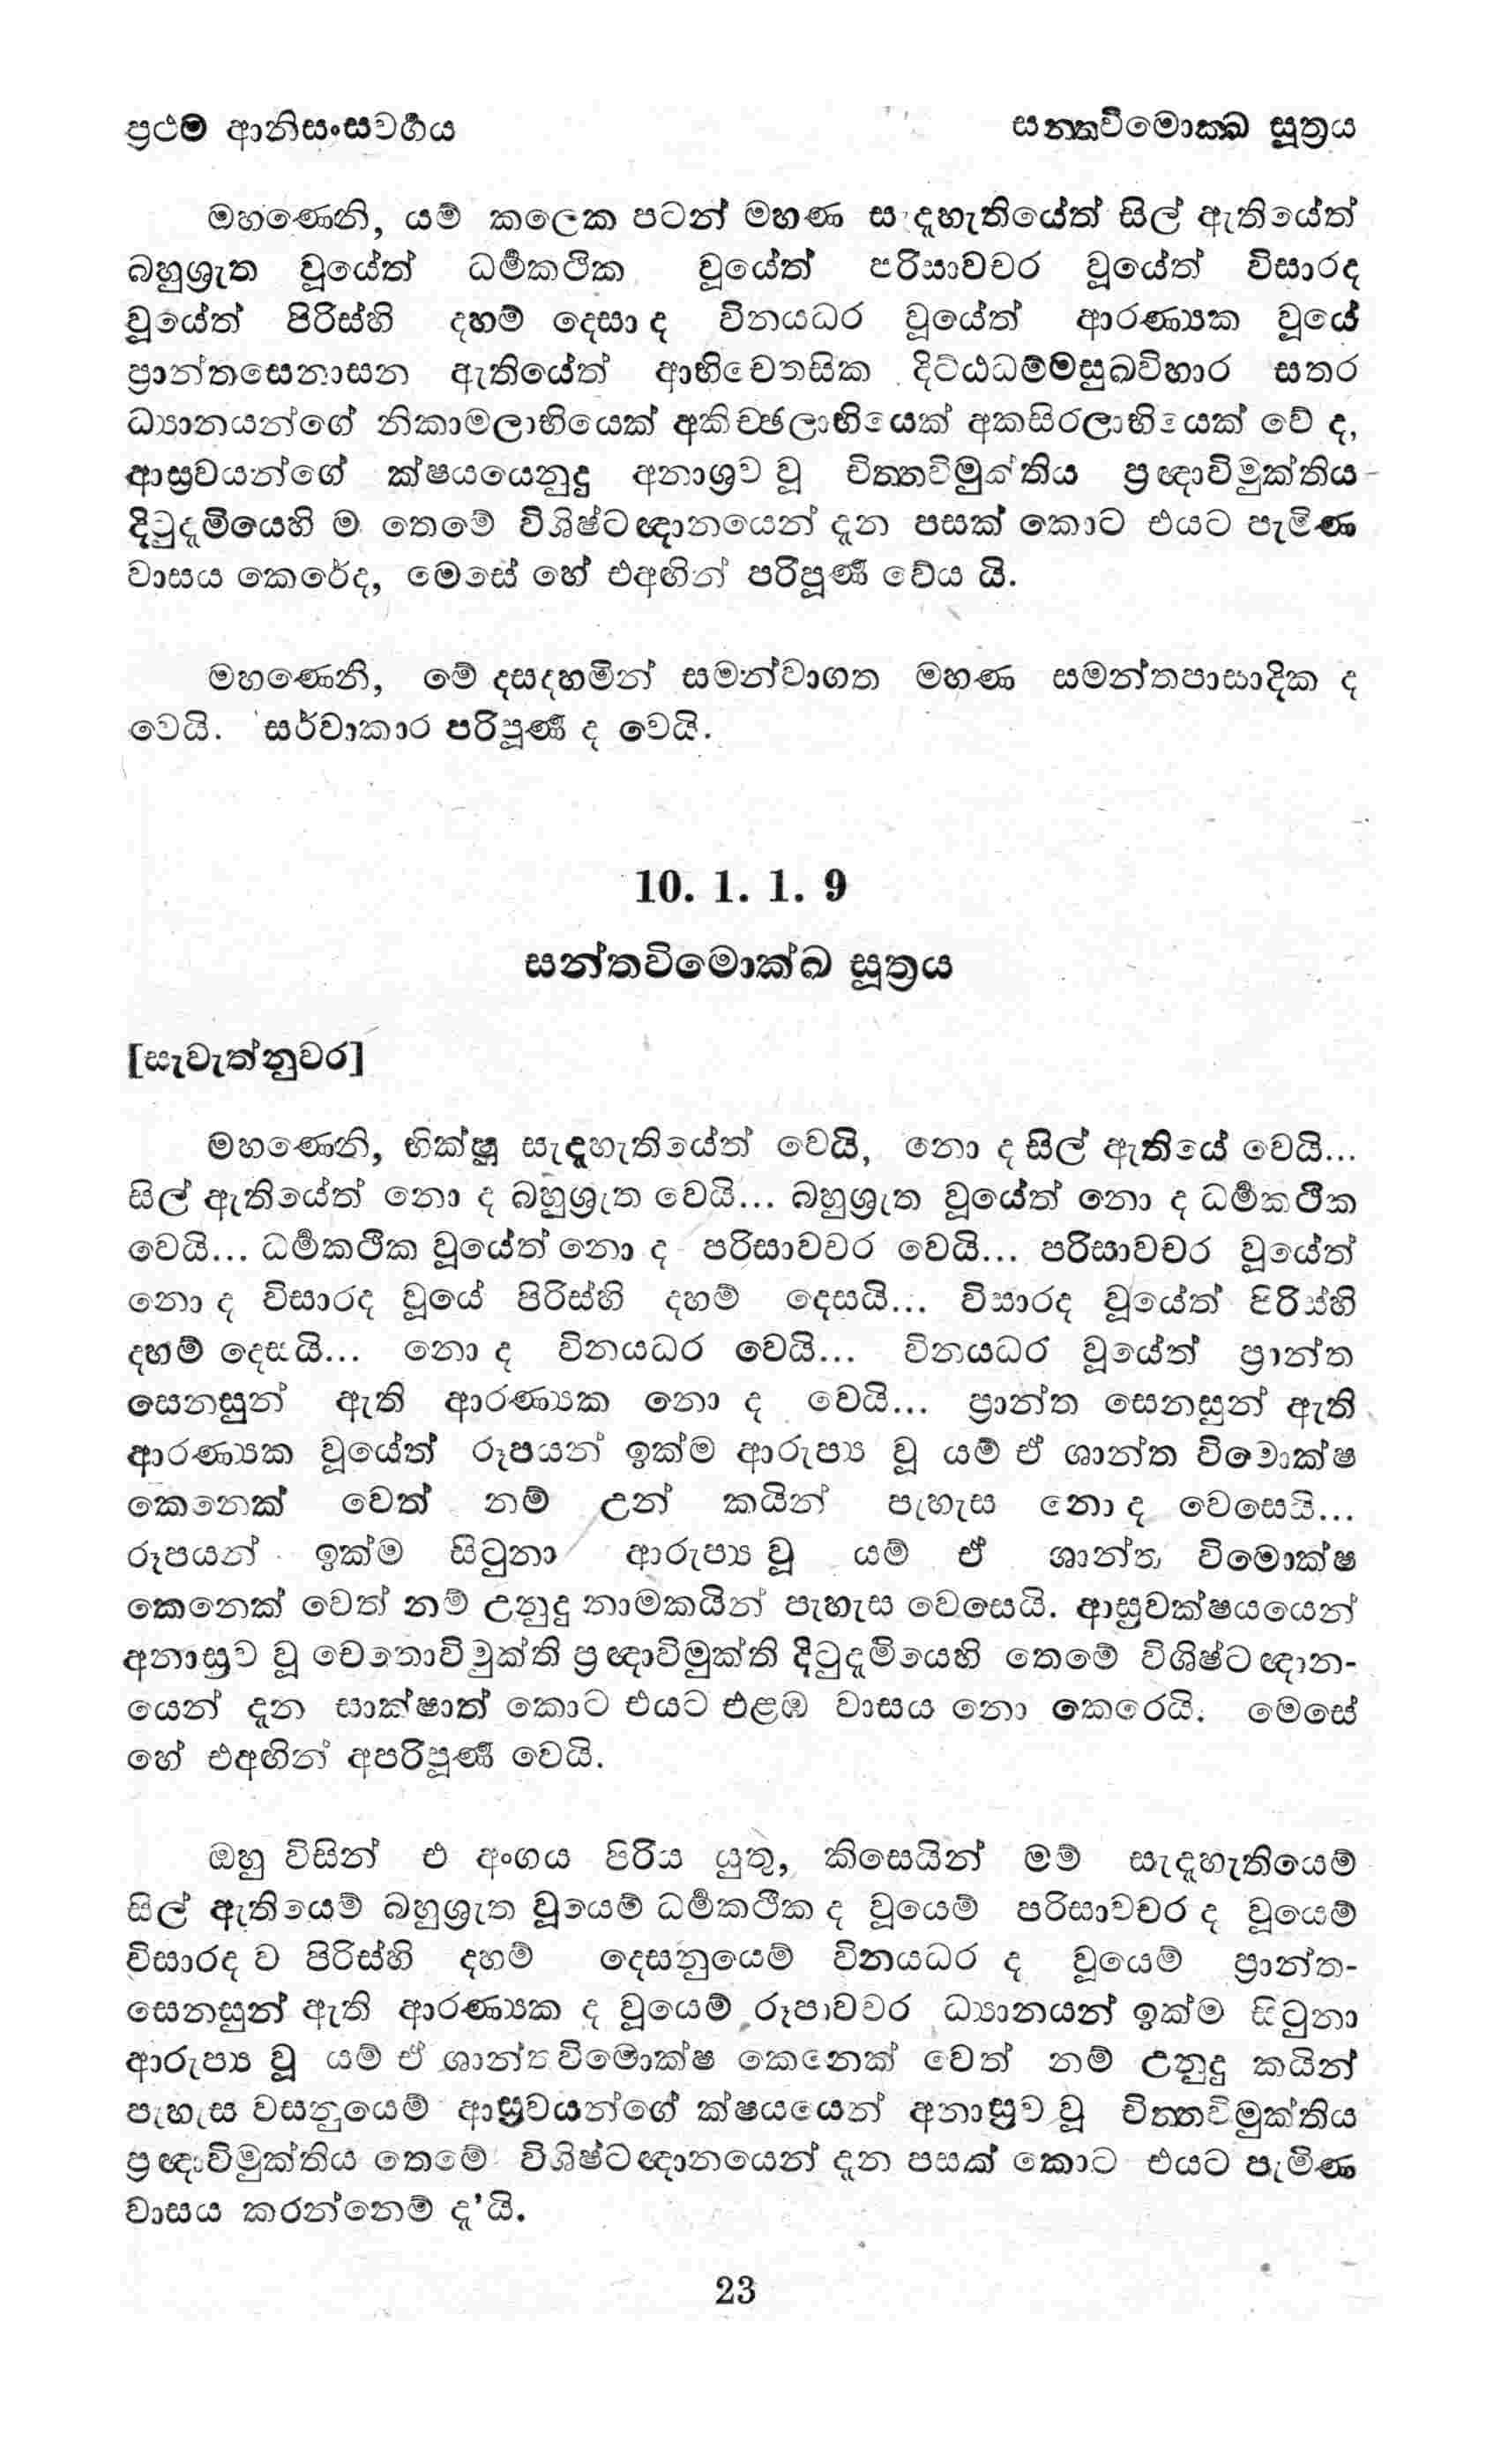 ප්‍රථම ආනිසංසවර්‍ගය සන්‍තවිමොක්‍ඛ සූත්‍රය
මහණෙනි, යම් කලෙක පටන් මහණ සැදැහැතියේත් සිල් ඇතියේත්
බහුශ්‍රැත වූයේත් ධර්‍මකථික වූයේත් පරිසාවචර වූයේත් විසාරද
වූයේත් පිරිස්හි දහම් දෙසා ද විනයධර වූයේත් ආරණ්‍යක වූයේ
ප්‍රාන්තසෙනාසන ඇතියේත් ආභිචෙතසික දිට්ඨධම්මසුඛවිහාර සතර
ධ්‍යානයන්ගේ නිකාමලාභියෙක් අකිච්ඡලාභියෙක් අකසිරලාභියෙක් වේ ද,
ආස්‍රවයන්ගේ ක්ෂයයෙනුදු අනාශ්‍රව වූ චිත්‍තවිමුක්තිය ප්‍රඥාවිමුක්තිය
දිටුදැමියෙහි ම තෙමේ විශිෂ්ටඥානයෙන් දැන පසක් කොට එයට පැමිණ
වාසය කෙරේද, මෙසේ හේ එඅඟින් පරිපූර්‍ණ වේය යි.
මහණෙනි, මේ දසදහමින් සමන්වාගත මහණ සමන්තපාසාදික ද
වෙයි. සර්වාකාර පරිපූර්‍ණ ද වෙයි.
10. 1. 1. 9
සන්තවිමොක්ඛ සූත්‍රය
[සැවැත්නුවර]
මහණෙනි, භික්ෂු සැදැහැතියේත් වෙයි, නො ද සිල් ඇතියේ වෙයි...
සිල් ඇතියේත් නො ද බහුශ්‍රැත වෙයි... බහුශ්‍රැත වූයේත් නො ද ධර්‍මකථික
වෙයි... ධර්‍මකථික වූයේත් නො ද පරිසාවචර වෙයි... පරිසාවචර වූයේත්
නො ද විසාරද වූයේ පිරිස්හි දහම් දෙසයි... විසාරද වූයේත් පිරිස්හි
දහම් දෙසයි... නො ද විනයධර වෙයි... විනයධර වූයේත් ප්‍රාන්ත
සෙනසුන් ඇති ආරණ්‍යක නො ද වෙයි... ප්‍රාන්ත සෙනසුන් ඇති
ආරණ්‍යක වූයේත් රූපයන් ඉක්ම ආරුප්‍ය වූ යම් ඒ ශාන්ත විමොක්ෂ
කෙනෙක් වෙත් නම් උන් කයින් පැහැස නො ද වෙසෙයි...
රූපයන් ඉක්ම සිටුනා ආරුප්‍ය වූ යම් ඒ ශාන්ත විමොක්ෂ
කෙනෙක් වෙත් නම් උනුදු නාමකයින් පැහැස වෙසෙයි. ආස්‍රවක්ෂයයෙන්
අනාස්‍රව වූ චෙතොවිමුක්ති ප්‍රඥාවිමුක්ති දිටුදැමියෙහි තෙමේ විශිෂ්ටඥාන-
යෙන් දැන සාක්ෂාත් කොට එයට එළඹ වාසය නො කෙරෙයි. මෙසේ
හේ එඅඟින් අපරිපූර්‍ණ වෙයි.
ඔහු විසින් එ අංගය පිරිය යුතු, කිසෙයින් මම් සැදැහැතියෙම්
සිල් ඇතියෙම් බහුශ්‍රැත වූයෙම් ධර්‍මකථික ද වූයෙම් පරිසාවචර ද වූයෙම්
විසාරද ව පිරිස්හි දහම් දෙසනුයෙම් විනයධර ද වූයෙම් ප්‍රාන්ත-
සෙනසුන් ඇති ආරණ්‍යක ද වූයෙම් රූපාවචර ධ්‍යානයන් ඉක්ම සිටුනා
ආරුප්‍ය වූ යම් ඒ ශාන්තවිමොක්ෂ කෙනෙක් වෙත් නම් උනුදු කයින්
පැහැස වසනුයෙම් ආස්‍රවයන්ගේ ක්ෂයයෙන් අනාස්‍රව වූ චිත්‍තවිමුක්තිය
ප්‍රඥාවිමුක්තිය තෙමේ විශිෂ්ටඥානයෙන් දැන පසක් කොට එයට පැමිණ
වාසය කරන්නෙම් දැ'යි.
23